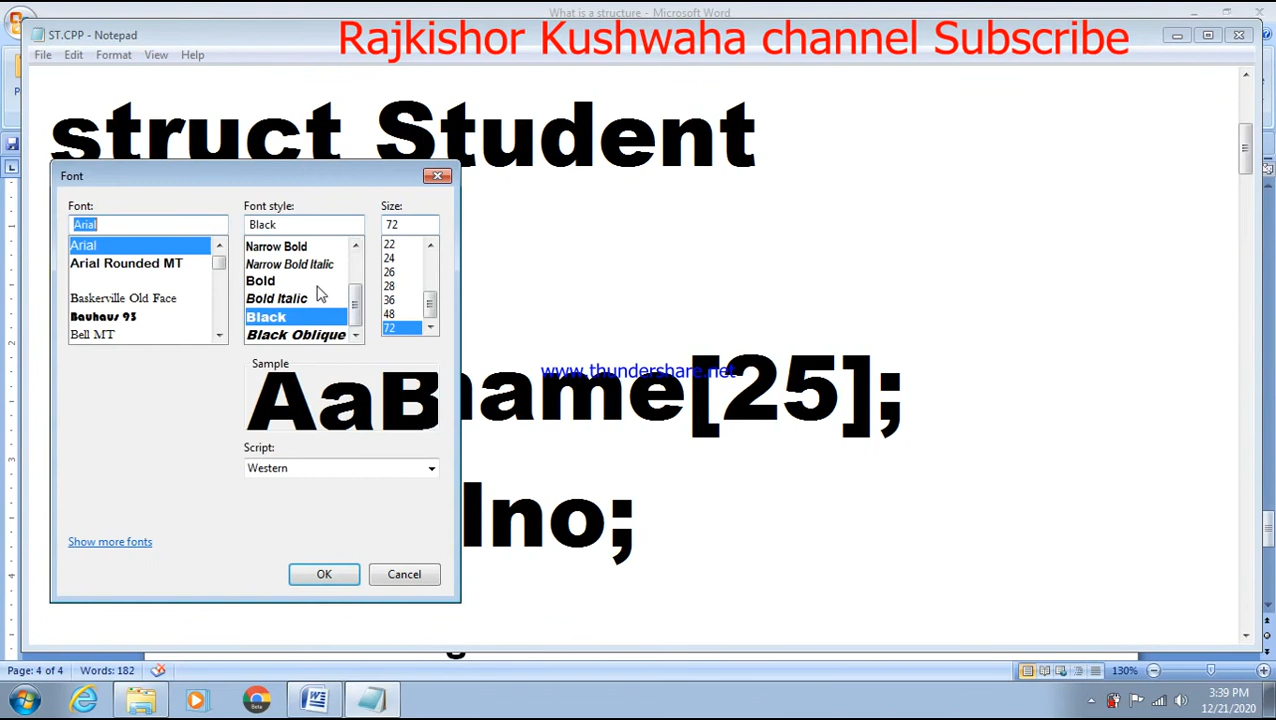 What is a structure - Microsoft Word
ST.CPP - Notepad
Rajkishor Kushwaha channel Subscribe
File Edit Format View Help
struct Student
Font
Font: Font style: Size:
Arial Black 72
Arial
Arial Rounded MT
Baskerville Old Face
Bauhaus 93
Bell MT
Narrow Bold
Narrow Bold Italic
Bold
Bold Italic
Black
Black Oblique
22
24
26
28
36
48
72
Sample
AaB
www.thundershare.net
name[25];
Script:
Western
lno;
Show more fonts
OK Cancel
Page: 4 of 4 Words: 182 130%
3:39 PM
12/21/2020